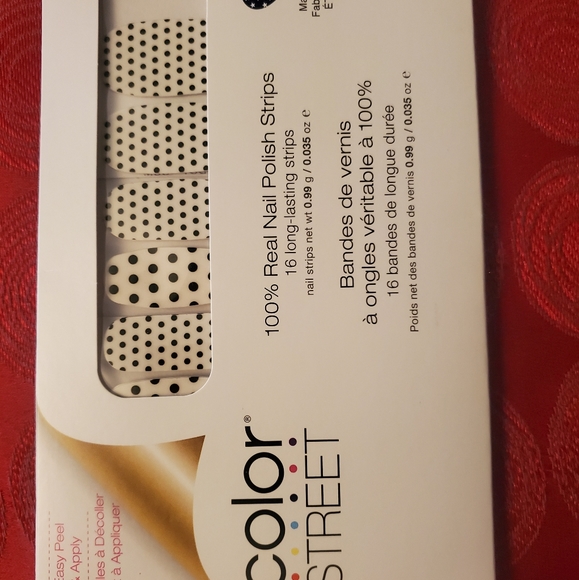 100% Real Nail Polish Strips
16 long-lasting strips
nail strips net wt 0.99 g / 0.035 oz e
Bandes de vernis
à ongles véritable à 100%
16 bandes de longue durée
Poids net des bandes de vernis 0.99 g / 0.035 oz e
color®
STREET
Easy Peel
& Apply
à Décoller
à Appliquer